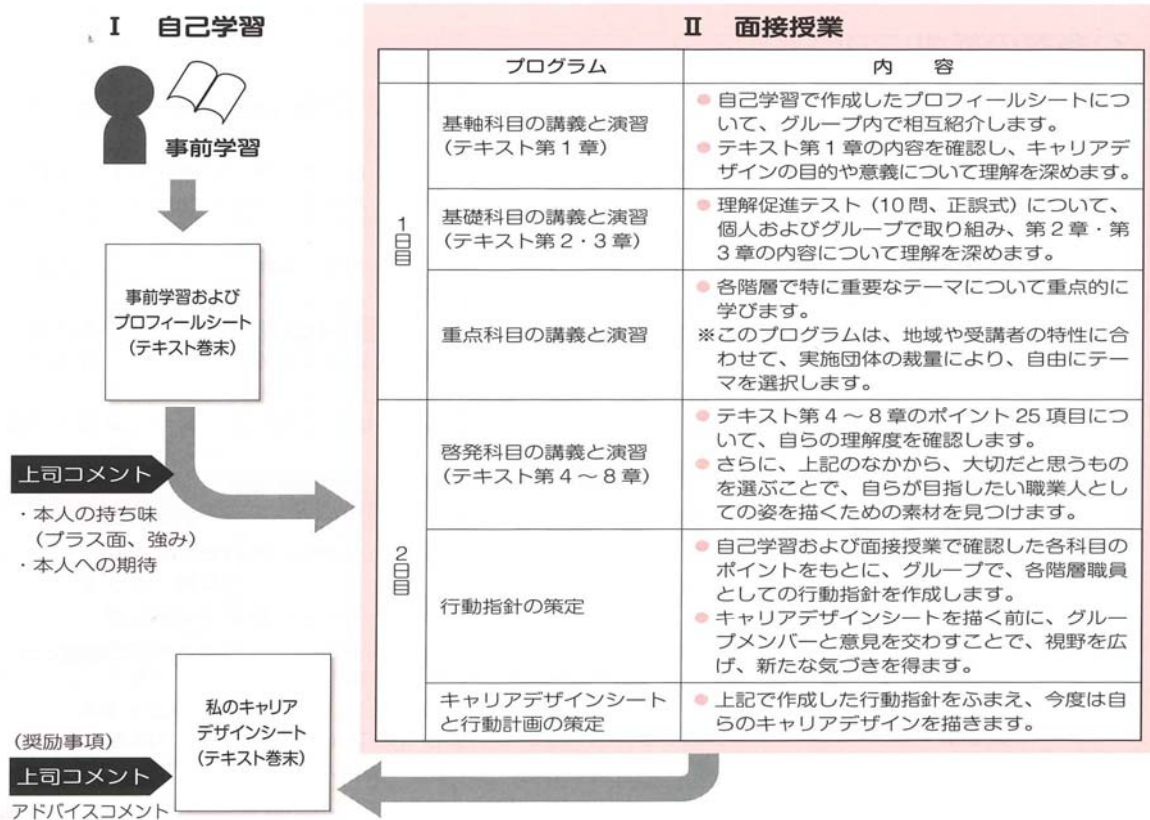 Ⅰ 自己学習
事前学習
事前学習および
プロフィールシート
(テキスト巻末)
上司コメント
・本人の持ち味
(プラス面、強み)
・本人への期待
私のキャリア
デザインシート
(テキスト巻末)
(奨励事項)
上司コメント
アドバイスコメント
Ⅱ 面接授業
プログラム
内 容
1日目
基軸科目の講義と演習
(テキスト第1章)
● 自己学習で作成したプロフィールシートにつ
いて、グループ内で相互紹介します。
● テキスト第1章の内容を確認し、キャリアデ
ザインの目的や意義について理解を深めます。
基礎科目の講義と演習
(テキスト第2・3章)
● 理解促進テスト(10問、正誤式)について、
個人およびグループで取り組み、第2章・第
3章の内容について理解を深めます。
重点科目の講義と演習
● 各階層で特に重要なテーマについて重点的に
学びます。
※このプログラムは、地域や受講者の特性に合
わせて、実施団体の裁量により、自由にテー
マを選択します。
2日目
啓発科目の講義と演習
(テキスト第4~8章)
● テキスト第4~8章のポイント25項目につ
いて、自らの理解度を確認します。
● さらに、上記のなかから、大切だと思うもの
を選ぶことで、自らが目指したい職業人とし
ての姿を描くための素材を見つけます。
行動指針の策定
● 自己学習および面接授業で確認した各科目の
ポイントをもとに、グループで、各階層職員
としての行動指針を作成します。
● キャリアデザインシートを描く前に、グルー
プメンバーと意見を交わすことで、視野を広
げ、新たな気づきを得ます。
キャリアデザインシート
と行動計画の策定
● 上記で作成した行動指針をふまえ、今度は自
らのキャリアデザインを描きます。